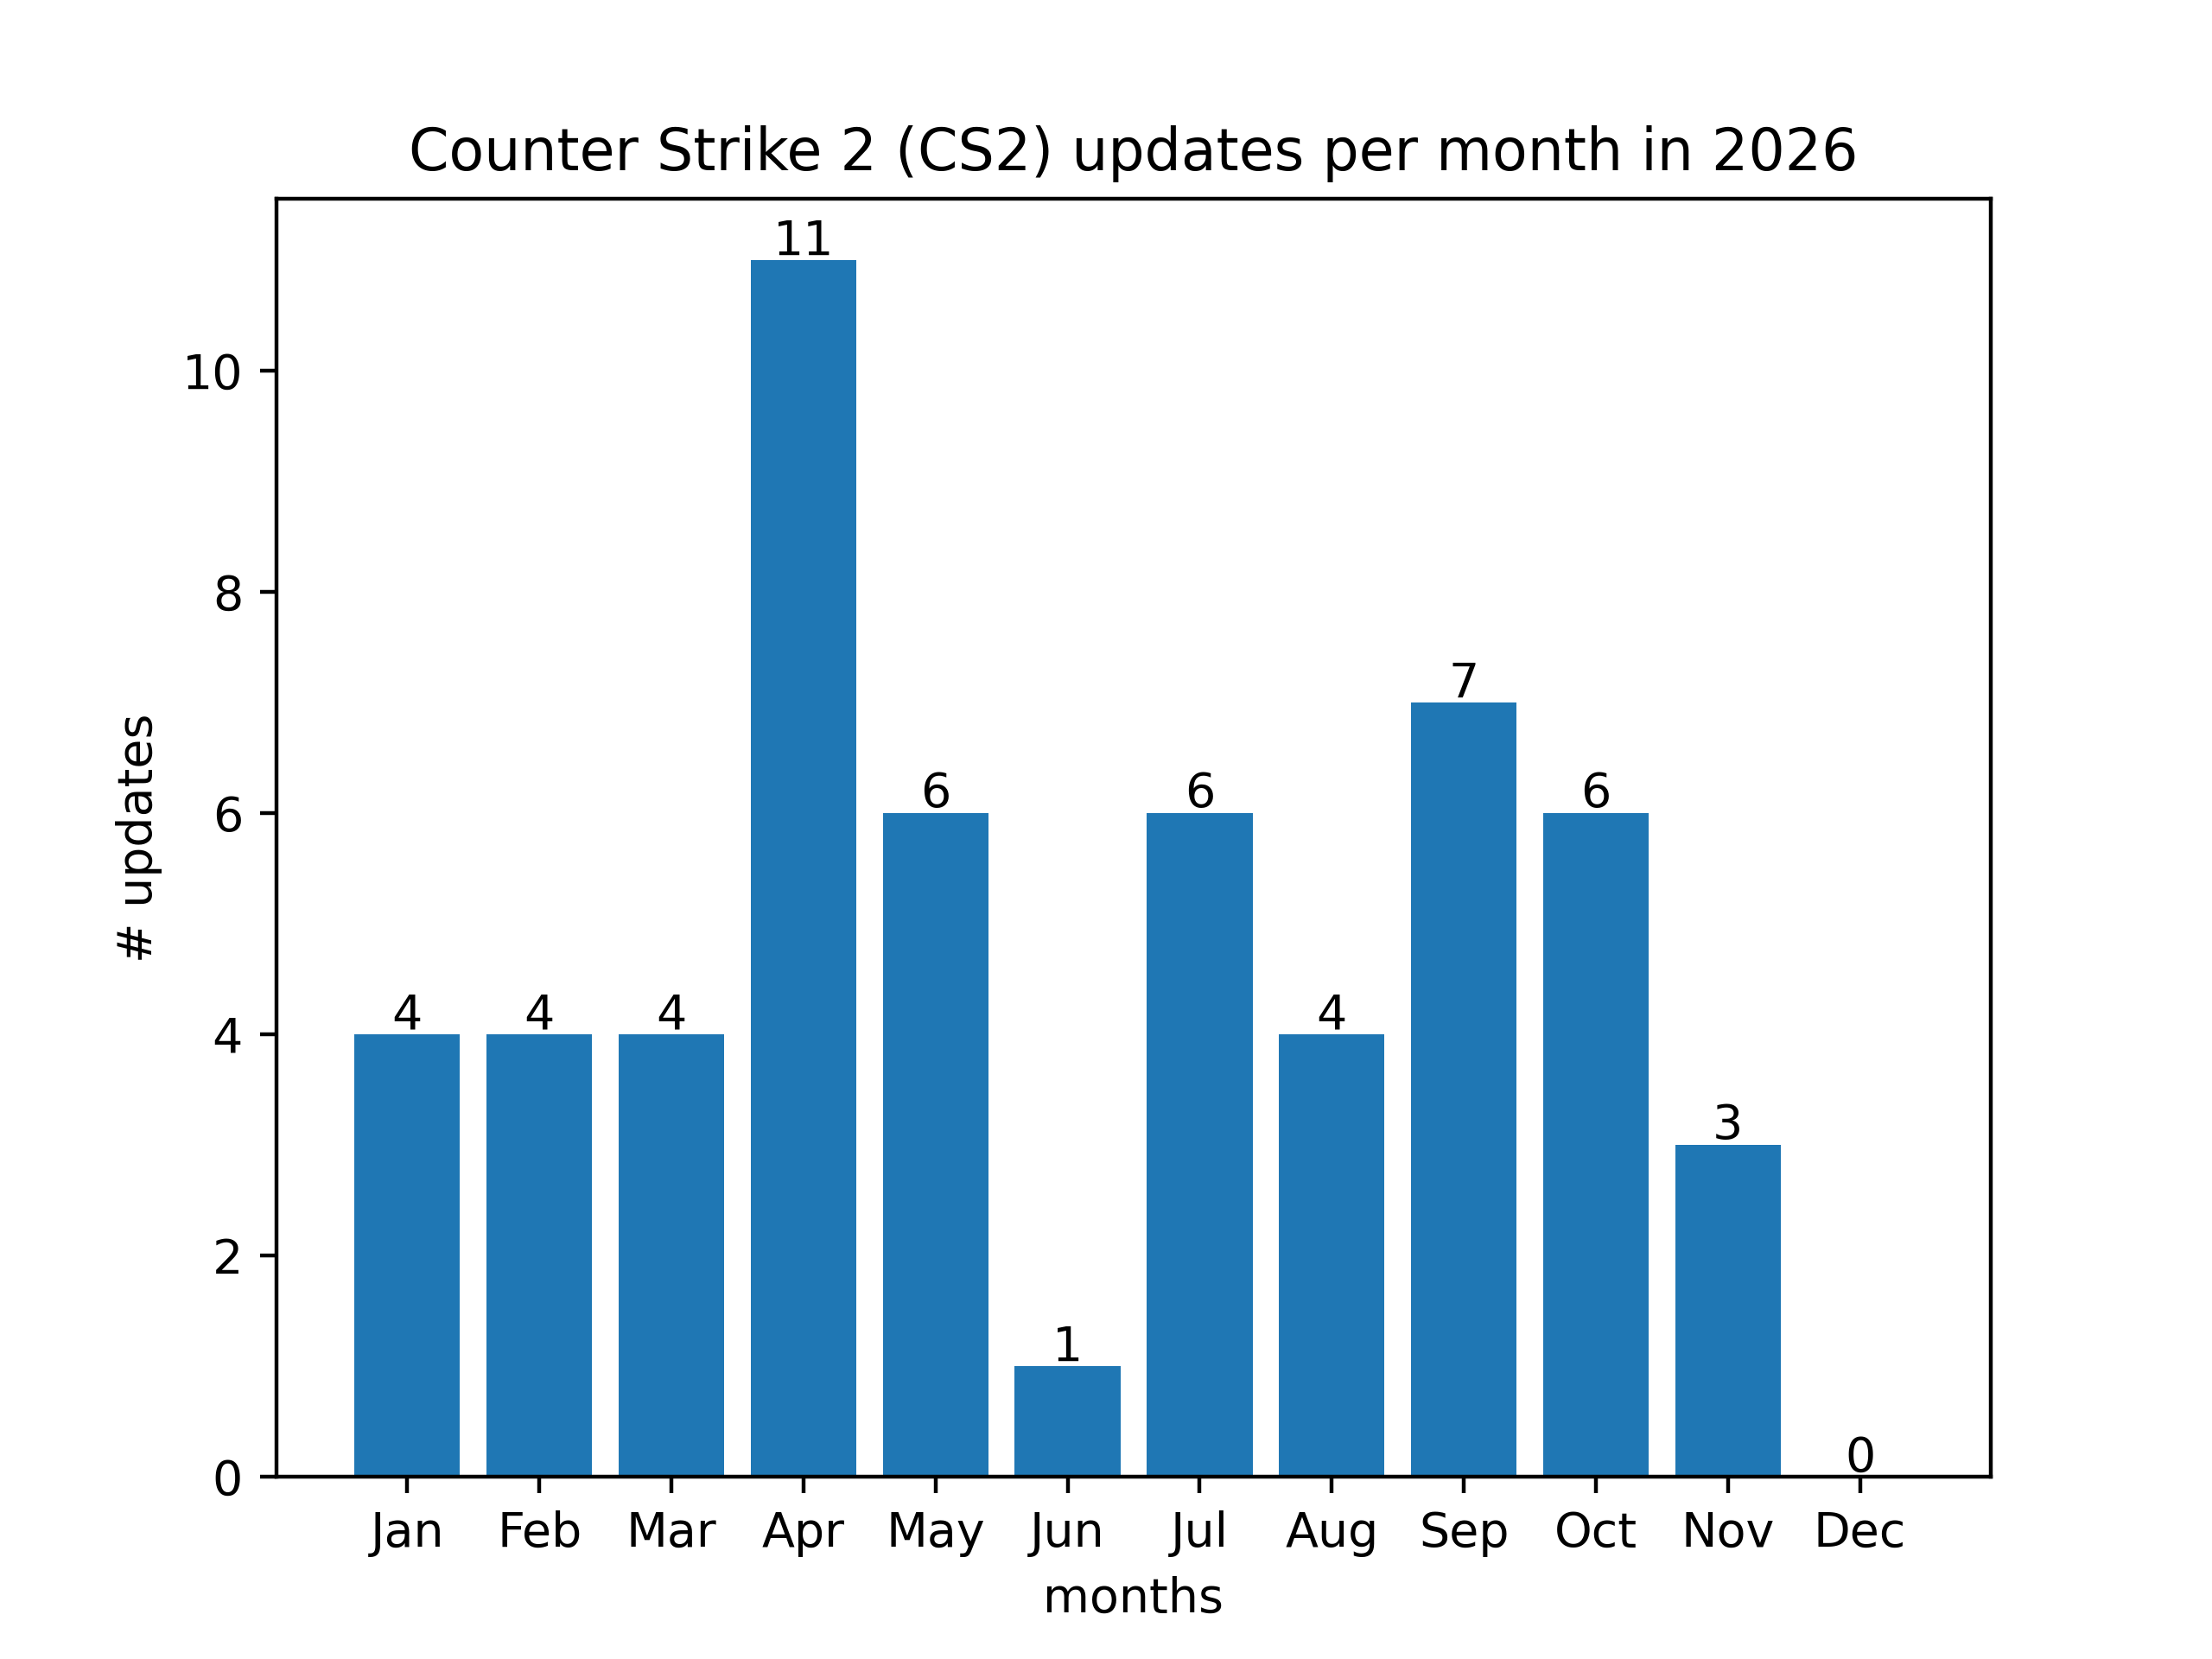 Counter Strike 2 (CS2) updates per month in 2026
11
10
8
7
# updates
6
6 6 6
4
4 4 4 4
3
2
1
0
0
Jan Feb Mar Apr May Jun Jul Aug Sep Oct Nov Dec
months